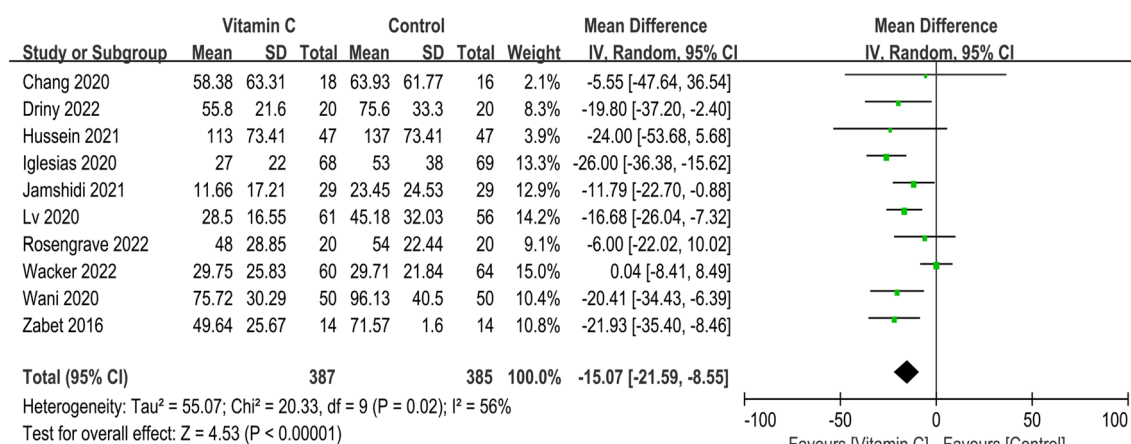 Vitamin C Control Mean Difference Mean Difference
Study or Subgroup Mean SD Total Mean SD Total Weight IV, Random, 95% CI IV, Random, 95% CI
Chang 2020 58.38 63.31 18 63.93 61.77 16 2.1% -5.55 [-47.64, 36.54]
Driny 2022 55.8 21.6 20 75.6 33.3 20 8.3% -19.80 [-37.20, -2.40]
Hussein 2021 113 73.41 47 137 73.41 47 3.9% -24.00 [-53.68, 5.68]
Iglesias 2020 27 22 68 53 38 69 13.3% -26.00 [-36.38, -15.62]
Jamshidi 2021 11.66 17.21 29 23.45 24.53 29 12.9% -11.79 [-22.70, -0.88]
Lv 2020 28.5 16.55 61 45.18 32.03 56 14.2% -16.68 [-26.04, -7.32]
Rosengrave 2022 48 28.85 20 54 22.44 20 9.1% -6.00 [-22.02, 10.02]
Wacker 2022 29.75 25.83 60 29.71 21.84 64 15.0% 0.04 [-8.41, 8.49]
Wani 2020 75.72 30.29 50 96.13 40.5 50 10.4% -20.41 [-34.43, -6.39]
Zabet 2016 49.64 25.67 14 71.57 1.6 14 10.8% -21.93 [-35.40, -8.46]
Total (95% CI) 387 385 100.0% -15.07 [-21.59, -8.55]
Heterogeneity: Tau² = 55.07; Chi² = 20.33, df = 9 (P = 0.02); I² = 56%
-100 -50 0 50 100
Test for overall effect: Z = 4.53 (P < 0.00001)
Favours [Vitamin C] Favours [Control]